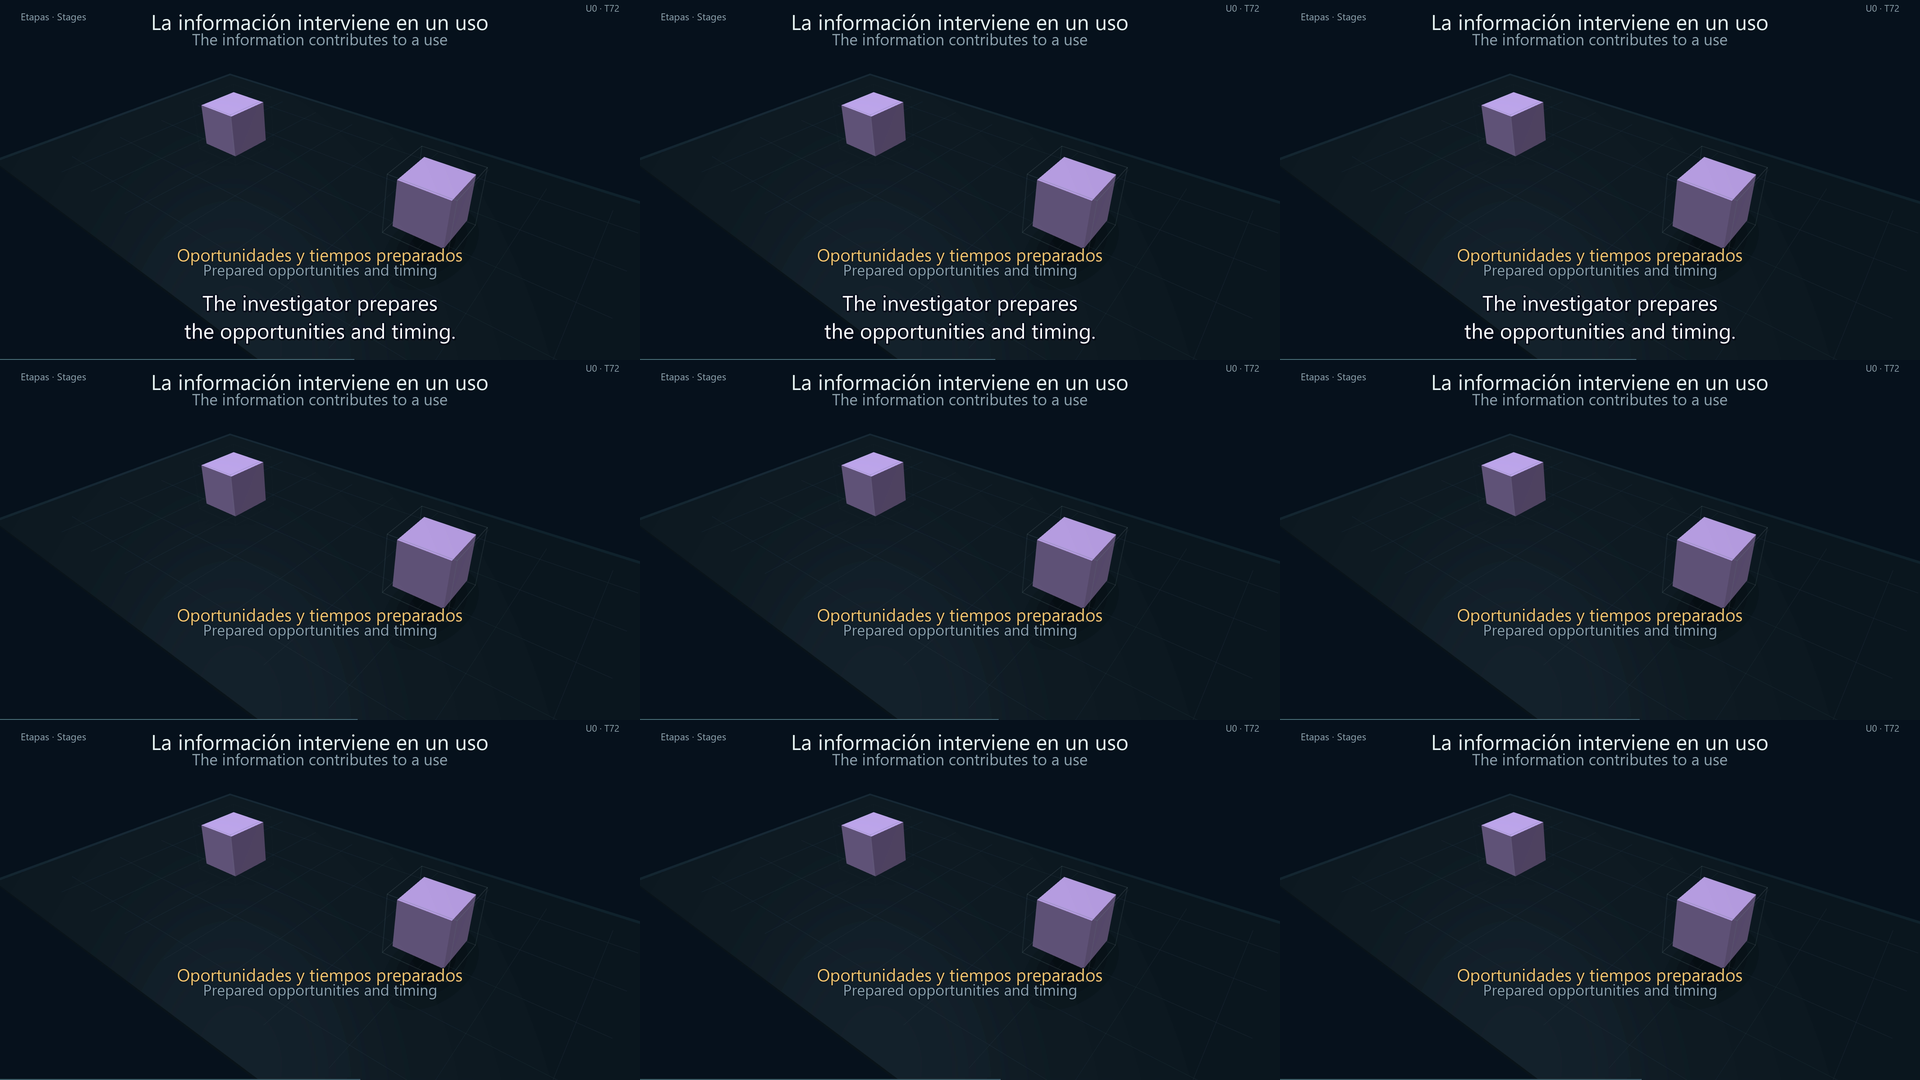 Etapas · Stages
U0 · T72
La información interviene en un uso
The information contributes to a use
Oportunidades y tiempos preparados
Prepared opportunities and timing
The investigator prepares
the opportunities and timing.
Etapas · Stages
U0 · T72
La información interviene en un uso
The information contributes to a use
Oportunidades y tiempos preparados
Prepared opportunities and timing
The investigator prepares
the opportunities and timing.
Etapas · Stages
U0 · T72
La información interviene en un uso
The information contributes to a use
Oportunidades y tiempos preparados
Prepared opportunities and timing
The investigator prepares
the opportunities and timing.
Etapas · Stages
U0 · T72
La información interviene en un uso
The information contributes to a use
Oportunidades y tiempos preparados
Prepared opportunities and timing
Etapas · Stages
U0 · T72
La información interviene en un uso
The information contributes to a use
Oportunidades y tiempos preparados
Prepared opportunities and timing
Etapas · Stages
U0 · T72
La información interviene en un uso
The information contributes to a use
Oportunidades y tiempos preparados
Prepared opportunities and timing
Etapas · Stages
U0 · T72
La información interviene en un uso
The information contributes to a use
Oportunidades y tiempos preparados
Prepared opportunities and timing
Etapas · Stages
U0 · T72
La información interviene en un uso
The information contributes to a use
Oportunidades y tiempos preparados
Prepared opportunities and timing
Etapas · Stages
U0 · T72
La información interviene en un uso
The information contributes to a use
Oportunidades y tiempos preparados
Prepared opportunities and timing